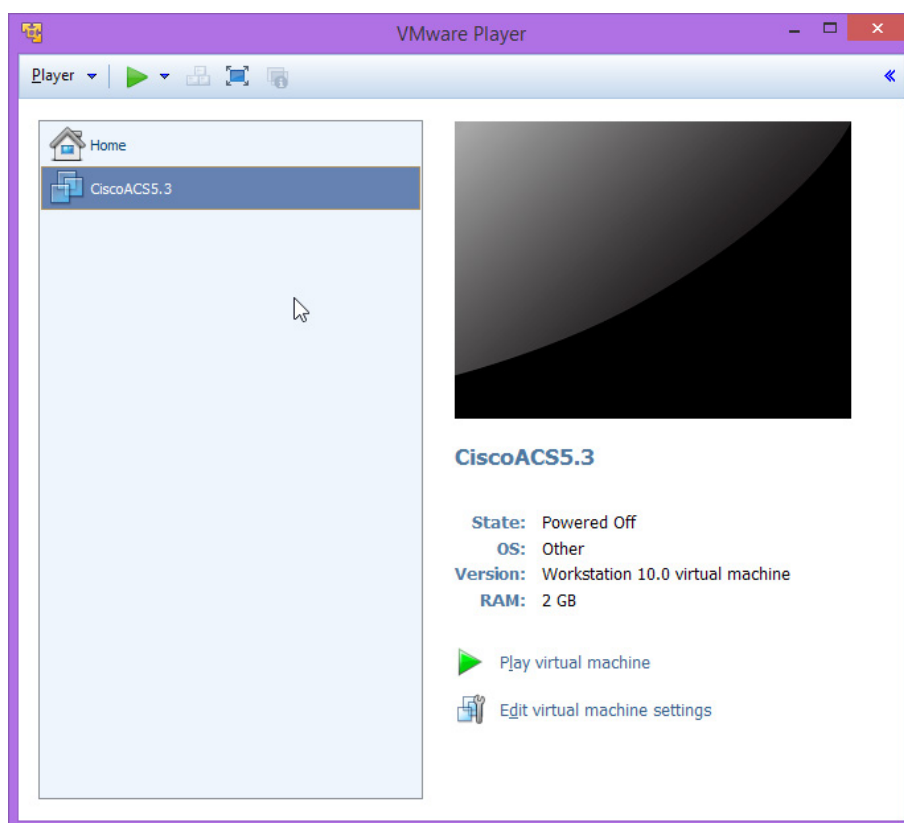 VMware Player
Player
Home
CiscoACS5.3
CiscoACS5.3
State: Powered Off
OS: Other
Version: Workstation 10.0 virtual machine
RAM: 2 GB
Play virtual machine
Edit virtual machine settings